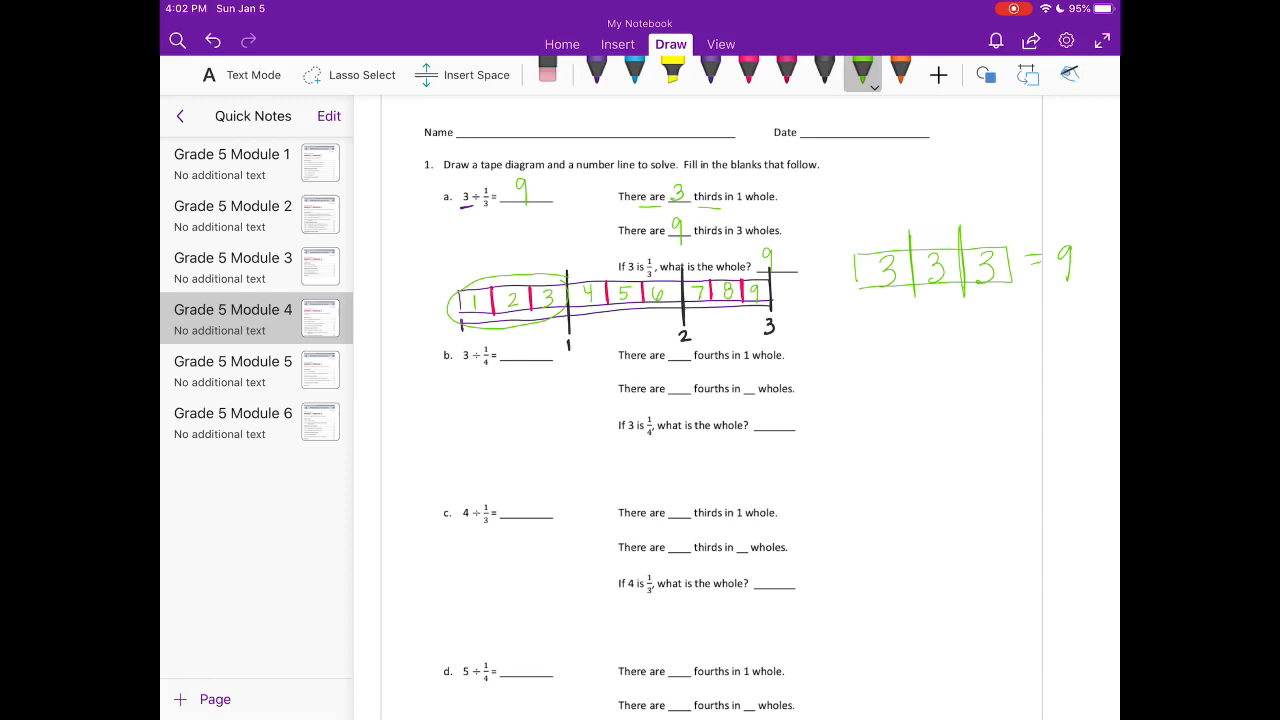 4:02 PM Sun Jan 5 95%
My Notebook
Home Insert Draw View
A Text Mode Lasso Select Insert Space
Quick Notes Edit
Grade 5 Module 1
No additional text
Grade 5 Module 2
No additional text
Grade 5 Module 3
No additional text
Grade 5 Module 4
No additional text
Grade 5 Module 5
No additional text
Grade 5 Module 6
No additional text
Page
Name Date
1. Draw a tape diagram and a number line to solve. Fill in the blanks that follow.
a. 3 ÷ 1/3 = 9 There are 3 thirds in 1 whole.
There are 9 thirds in 3 wholes.
If 3 is 1/3, what is the whole? 9
3 3 3 = 9
1 2 3 4 5 6 7 8 9
1 2 3
b. 3 ÷ 1/4 = There are ____ fourths in 1 whole.
There are ____ fourths in __ wholes.
If 3 is 1/4, what is the whole?
c. 4 ÷ 1/3 = There are ____ thirds in 1 whole.
There are ____ thirds in __ wholes.
If 4 is 1/3, what is the whole?
d. 5 ÷ 1/4 = There are ____ fourths in 1 whole.
There are ____ fourths in __ wholes.